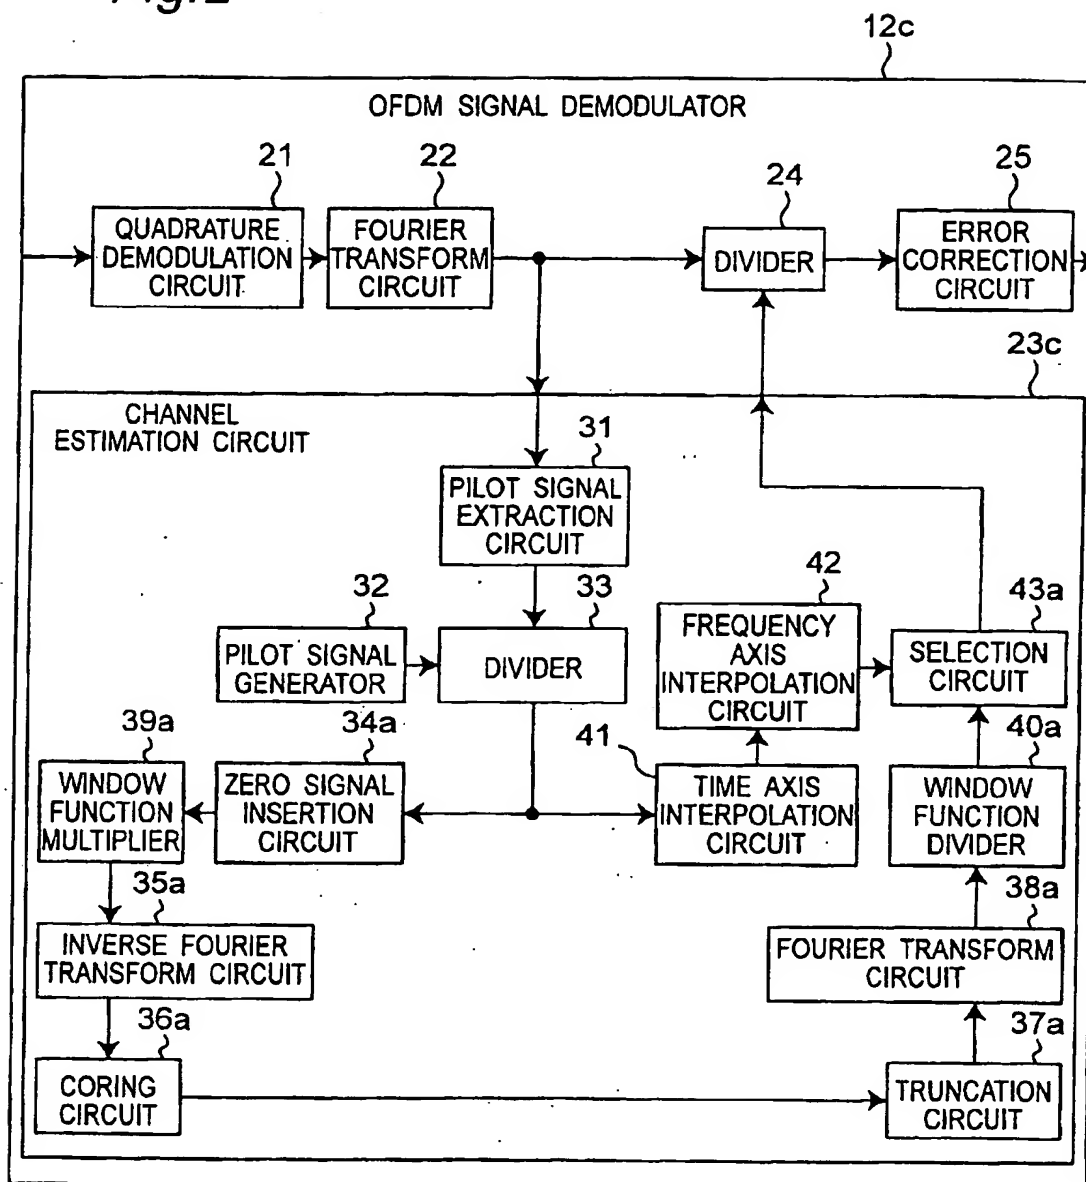 Fig.2
12c
OFDM SIGNAL DEMODULATOR
21
22
24
25
QUADRATURE
DEMODULATION
CIRCUIT
FOURIER
TRANSFORM
CIRCUIT
DIVIDER
ERROR
CORRECTION
CIRCUIT
23c
CHANNEL
ESTIMATION CIRCUIT
31
PILOT SIGNAL
EXTRACTION
CIRCUIT
32
33
42
43a
PILOT SIGNAL
GENERATOR
DIVIDER
FREQUENCY
AXIS
INTERPOLATION
CIRCUIT
SELECTION
CIRCUIT
39a
34a
41
40a
WINDOW
FUNCTION
MULTIPLIER
ZERO SIGNAL
INSERTION
CIRCUIT
TIME AXIS
INTERPOLATION
CIRCUIT
WINDOW
FUNCTION
DIVIDER
35a
38a
INVERSE FOURIER
TRANSFORM CIRCUIT
FOURIER TRANSFORM
CIRCUIT
36a
37a
CORING
CIRCUIT
TRUNCATION
CIRCUIT